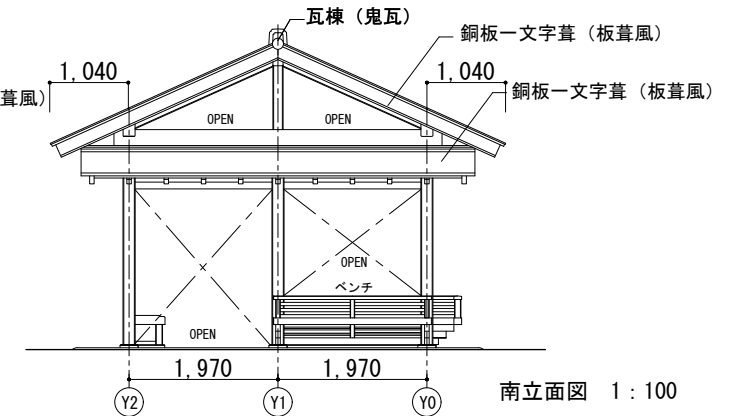 瓦棟（鬼瓦）
銅板一文字葺（板葺風）
1,040
1,040
葺風）
銅板一文字葺（板葺風）
OPEN
OPEN
OPEN
ベンチ
OPEN
1,970
1,970
Y2
Y1
Y0
南立面図 1：100